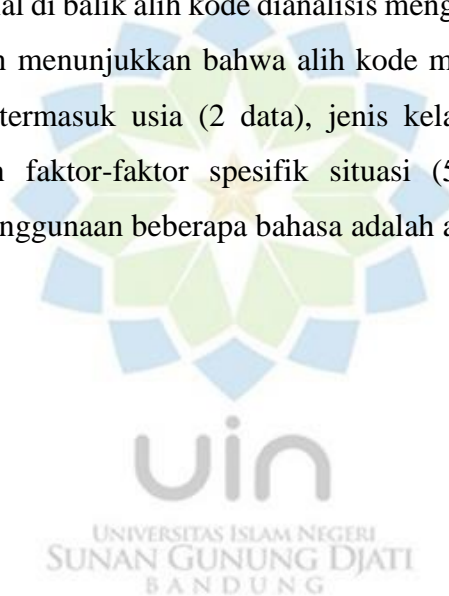 al di balik alih kode dianalisis meng
n menunjukkan bahwa alih kode m
termasuk usia (2 data), jenis kela
n faktor-faktor spesifik situasi (5
nggunaan beberapa bahasa adalah a
uin
UNIVERSITAS ISLAM NEGERI
SUNAN GUNUNG DJATI
BANDUNG